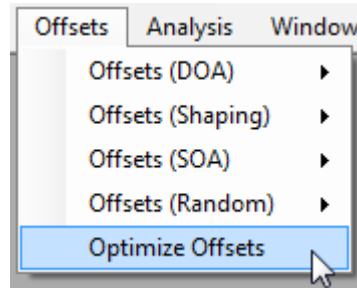 Offsets Analysis Window
Offsets (DOA)
Offsets (Shaping)
Offsets (SOA)
Offsets (Random)
Optimize Offsets